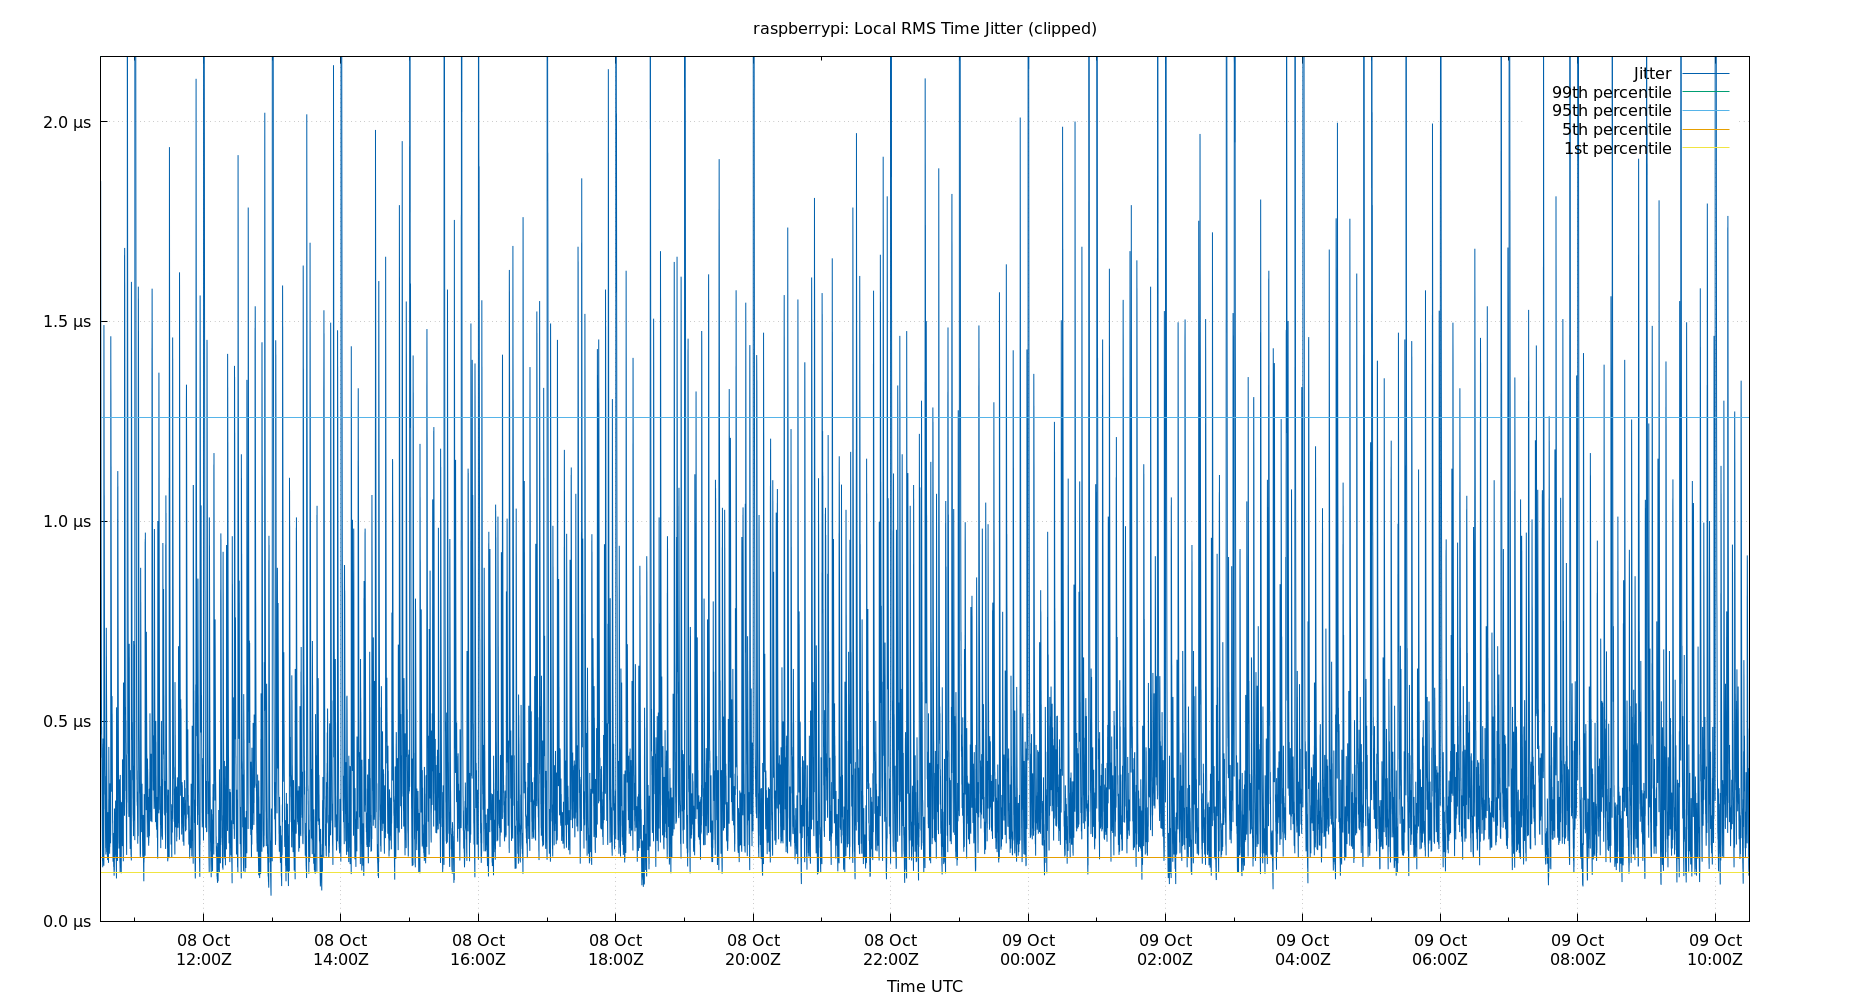 raspberrypi: Local RMS Time Jitter (clipped)
Jitter
99th percentile
95th percentile
5th percentile
1st percentile
2.0 μs
1.5 μs
1.0 μs
0.5 μs
0.0 μs
08 Oct 08 Oct 08 Oct 08 Oct 08 Oct 08 Oct 09 Oct 09 Oct 09 Oct 09 Oct 09 Oct 09 Oct
12:00Z 14:00Z 16:00Z 18:00Z 20:00Z 22:00Z 00:00Z 02:00Z 04:00Z 06:00Z 08:00Z 10:00Z
Time UTC